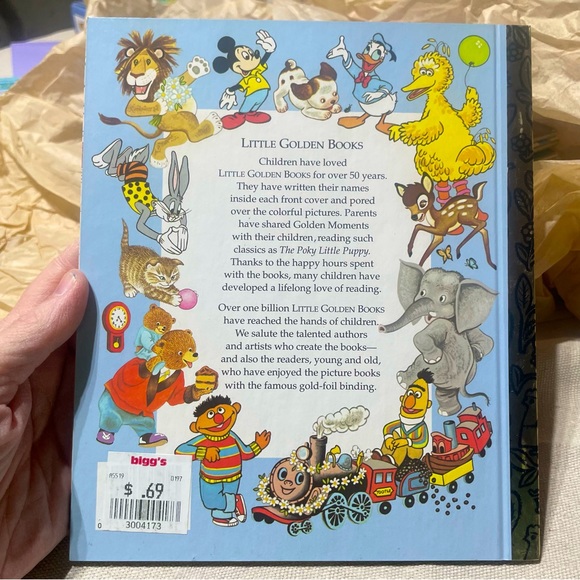 LITTLE GOLDEN BOOKS
Children have loved
LITTLE GOLDEN BOOKS for over 50 years.
They have written their names
inside each front cover and pored
over the colorful pictures. Parents
have shared Golden Moments
with their children, reading such
classics as The Poky Little Puppy.
Thanks to the happy hours spent
with the books, many children have
developed a lifelong love of reading.
Over one billion LITTLE GOLDEN BOOKS
have reached the hands of children.
We salute the talented authors
and artists who create the books—
and also the readers, young and old,
who have enjoyed the picture books
with the famous gold-foil binding.
TOOTLE
bigg's
A5519 0197
$ .69
0 3004173